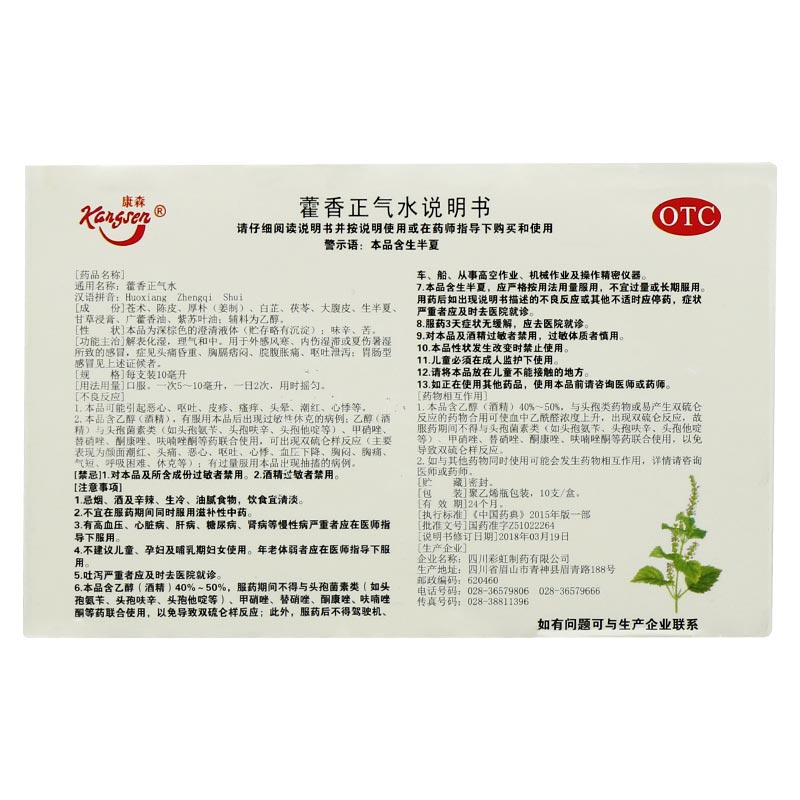 康森
Kangsen®
藿香正气水说明书
请仔细阅读说明书并按说明使用或在药师指导下购买和使用
警示语：本品含生半夏
OTC
[药品名称]
通用名称：藿香正气水
汉语拼音：Huoxiang Zhengqi Shui
[成 份]苍术、陈皮、厚朴（姜制）、白芷、茯苓、大腹皮、生半夏、
甘草浸膏、广藿香油、紫苏叶油；辅料为乙醇。
[性 状]本品为深棕色的澄清液体（贮存略有沉淀）；味辛、苦。
[功能主治]解表化湿，理气和中。用于外感风寒、内伤湿滞或夏伤暑湿
所致的感冒，症见头痛昏重、胸膈痞闷、脘腹胀痛、呕吐泄泻；胃肠型
感冒见上述证候者。
[规 格]每支装10毫升
[用法用量]口服。一次5～10毫升，一日2次，用时摇匀。
[不良反应]
1.本品可能引起恶心、呕吐、皮疹、瘙痒、头晕、潮红、心悸等。
2.本品含乙醇（酒精），有服用本品后出现过敏性休克的病例；乙醇（酒
精）与头孢菌素类（如头孢氨苄、头孢呋辛、头孢他啶等）、甲硝唑、
替硝唑、酮康唑、呋喃唑酮等药联合使用，可出现双硫仑样反应（主要
表现为颜面潮红、头痛、恶心、呕吐、心悸、血压下降、胸闷、胸痛、
气短、呼吸困难、休克等）；有过量服用本品出现抽搐的病例。
[禁忌]1.对本品及所含成份过敏者禁用。2.酒精过敏者禁用。
[注意事项]
1.忌烟、酒及辛辣、生冷、油腻食物，饮食宜清淡。
2.不宜在服药期间同时服用滋补性中药。
3.有高血压、心脏病、肝病、糖尿病、肾病等慢性病严重者应在医师指
导下服用。
4.不建议儿童、孕妇及哺乳期妇女使用。年老体弱者应在医师指导下服
用。
5.吐泻严重者应及时去医院就诊。
6.本品含乙醇（酒精）40%～50%，服药期间不得与头孢菌素类（如头
孢氨苄、头孢呋辛、头孢他啶等）、甲硝唑、替硝唑、酮康唑、呋喃唑
酮等药联合使用，以免导致双硫仑样反应；此外，服药后不得驾驶机、
车、船、从事高空作业、机械作业及操作精密仪器。
7.本品含生半夏，应严格按用法用量服用，不宜过量或长期服用。
用药后如出现说明书描述的不良反应或其他不适时应停药，症状
严重者应及时去医院就诊。
8.服药3天症状无缓解，应去医院就诊。
9.对本品及酒精过敏者禁用，过敏体质者慎用。
10.本品性状发生改变时禁止使用。
11.儿童必须在成人监护下使用。
12.请将本品放在儿童不能接触的地方。
13.如正在使用其他药品，使用本品前请咨询医师或药师。
[药物相互作用]
1.本品含乙醇（酒精）40%～50%，与头孢类药物或易产生双硫仑
反应的药物合用可使血中乙酰醛浓度上升，出现双硫仑反应，故
服药期间不得与头孢菌素类（如头孢氨苄、头孢呋辛、头孢他啶
等）、甲硝唑、替硝唑、酮康唑、呋喃唑酮等药联合使用，以免
导致双硫仑样反应。
2.如与其他药物同时使用可能会发生药物相互作用，详情请咨询
医师或药师。
[贮 藏]密封。
[包 装]聚乙烯瓶包装，10支/盒。
[有 效 期]24个月。
[执行标准]《中国药典》2015年版一部
[批准文号]国药准字Z51022264
[说明书修订日期]2018年03月19日
[生产企业]
企业名称：四川彩虹制药有限公司
生产地址：四川省眉山市青神县眉青路188号
邮政编码：620460
电话号码：028-36579806 028-36579666
传真号码：028-38811396
如有问题可与生产企业联系